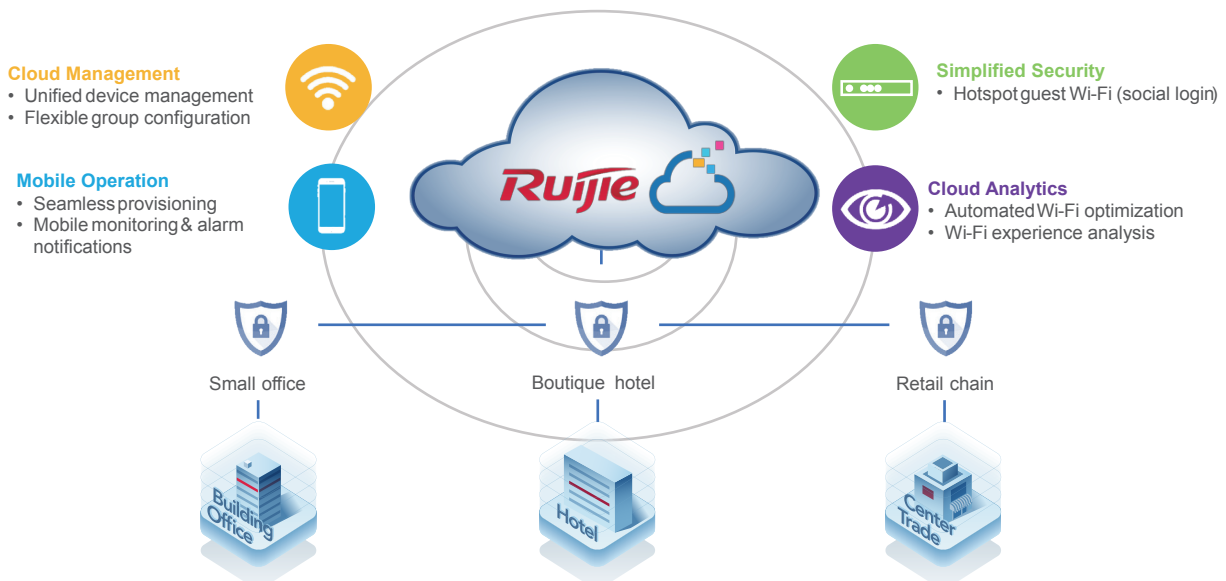 Cloud Management
• Unified device management
• Flexible group configuration
Mobile Operation
• Seamless provisioning
• Mobile monitoring & alarm
notifications
Ruijie
Simplified Security
• Hotspot guest Wi-Fi (social login)
Cloud Analytics
• Automated Wi-Fi optimization
• Wi-Fi experience analysis
Small office
Boutique hotel
Retail chain
Building
Office
Hotel
Center
Trade